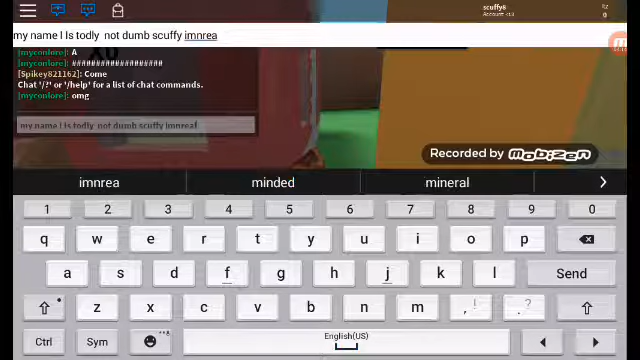 scuffy8
my name I Is todly not dumb scuffy imnrea
[myconlore]: A
[myconlore]: ###################
[Spikey821162]: Come
Chat '/?' or '/help' for a list of chat commands.
[myconlore]: omg
my name I Is todly not dumb scuffy imnreaf
Recorded by mobizen
imnrea minded mineral
1 2 3 4 5 6 7 8 9 0
q w e r t y u i o p
a s d f g h j k l Send
z x c v b n m ,! .?
Ctrl Sym English(US)